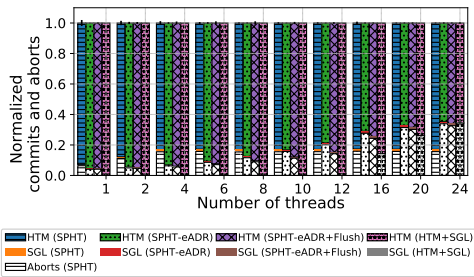 1.0
0.8
0.6
0.4
0.2
0.0
Normalized
commits and aborts
1 2 4 6 8 10 12 16 20 24
Number of threads
HTM (SPHT) HTM (SPHT-eADR) HTM (SPHT-eADR+Flush) HTM (HTM+SGL)
SGL (SPHT) SGL (SPHT-eADR) SGL (SPHT-eADR+Flush) SGL (HTM+SGL)
Aborts (SPHT)